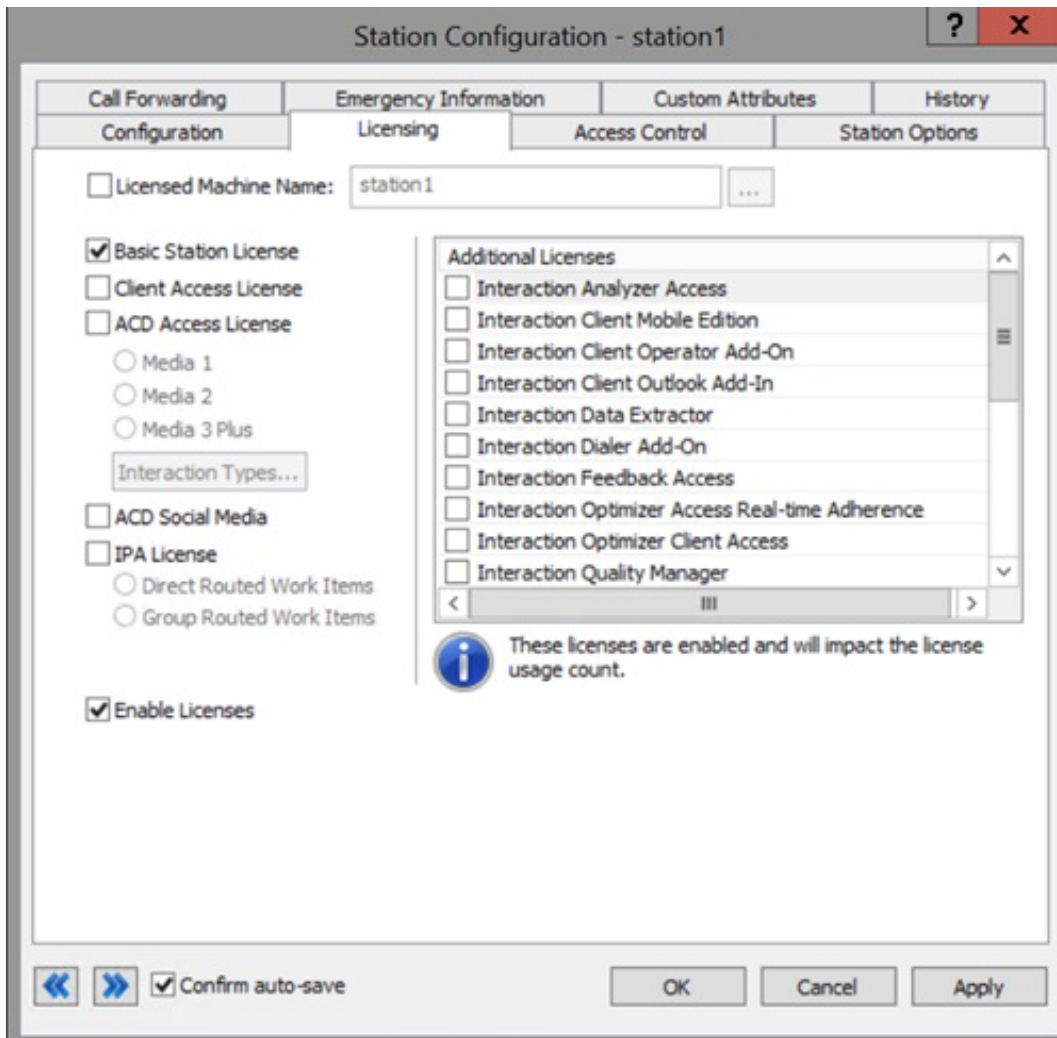 Station Configuration - station1
?
X
Call Forwarding
Emergency Information
Custom Attributes
History
Configuration
Licensing
Access Control
Station Options
Licensed Machine Name:
station1
...
Basic Station License
Client Access License
ACD Access License
Media 1
Media 2
Media 3 Plus
Interaction Types...
ACD Social Media
IPA License
Direct Routed Work Items
Group Routed Work Items
Enable Licenses
Additional Licenses
Interaction Analyzer Access
Interaction Client Mobile Edition
Interaction Client Operator Add-On
Interaction Client Outlook Add-In
Interaction Data Extractor
Interaction Dialer Add-On
Interaction Feedback Access
Interaction Optimizer Access Real-time Adherence
Interaction Optimizer Client Access
Interaction Quality Manager
These licenses are enabled and will impact the license
usage count.
Confirm auto-save
OK
Cancel
Apply